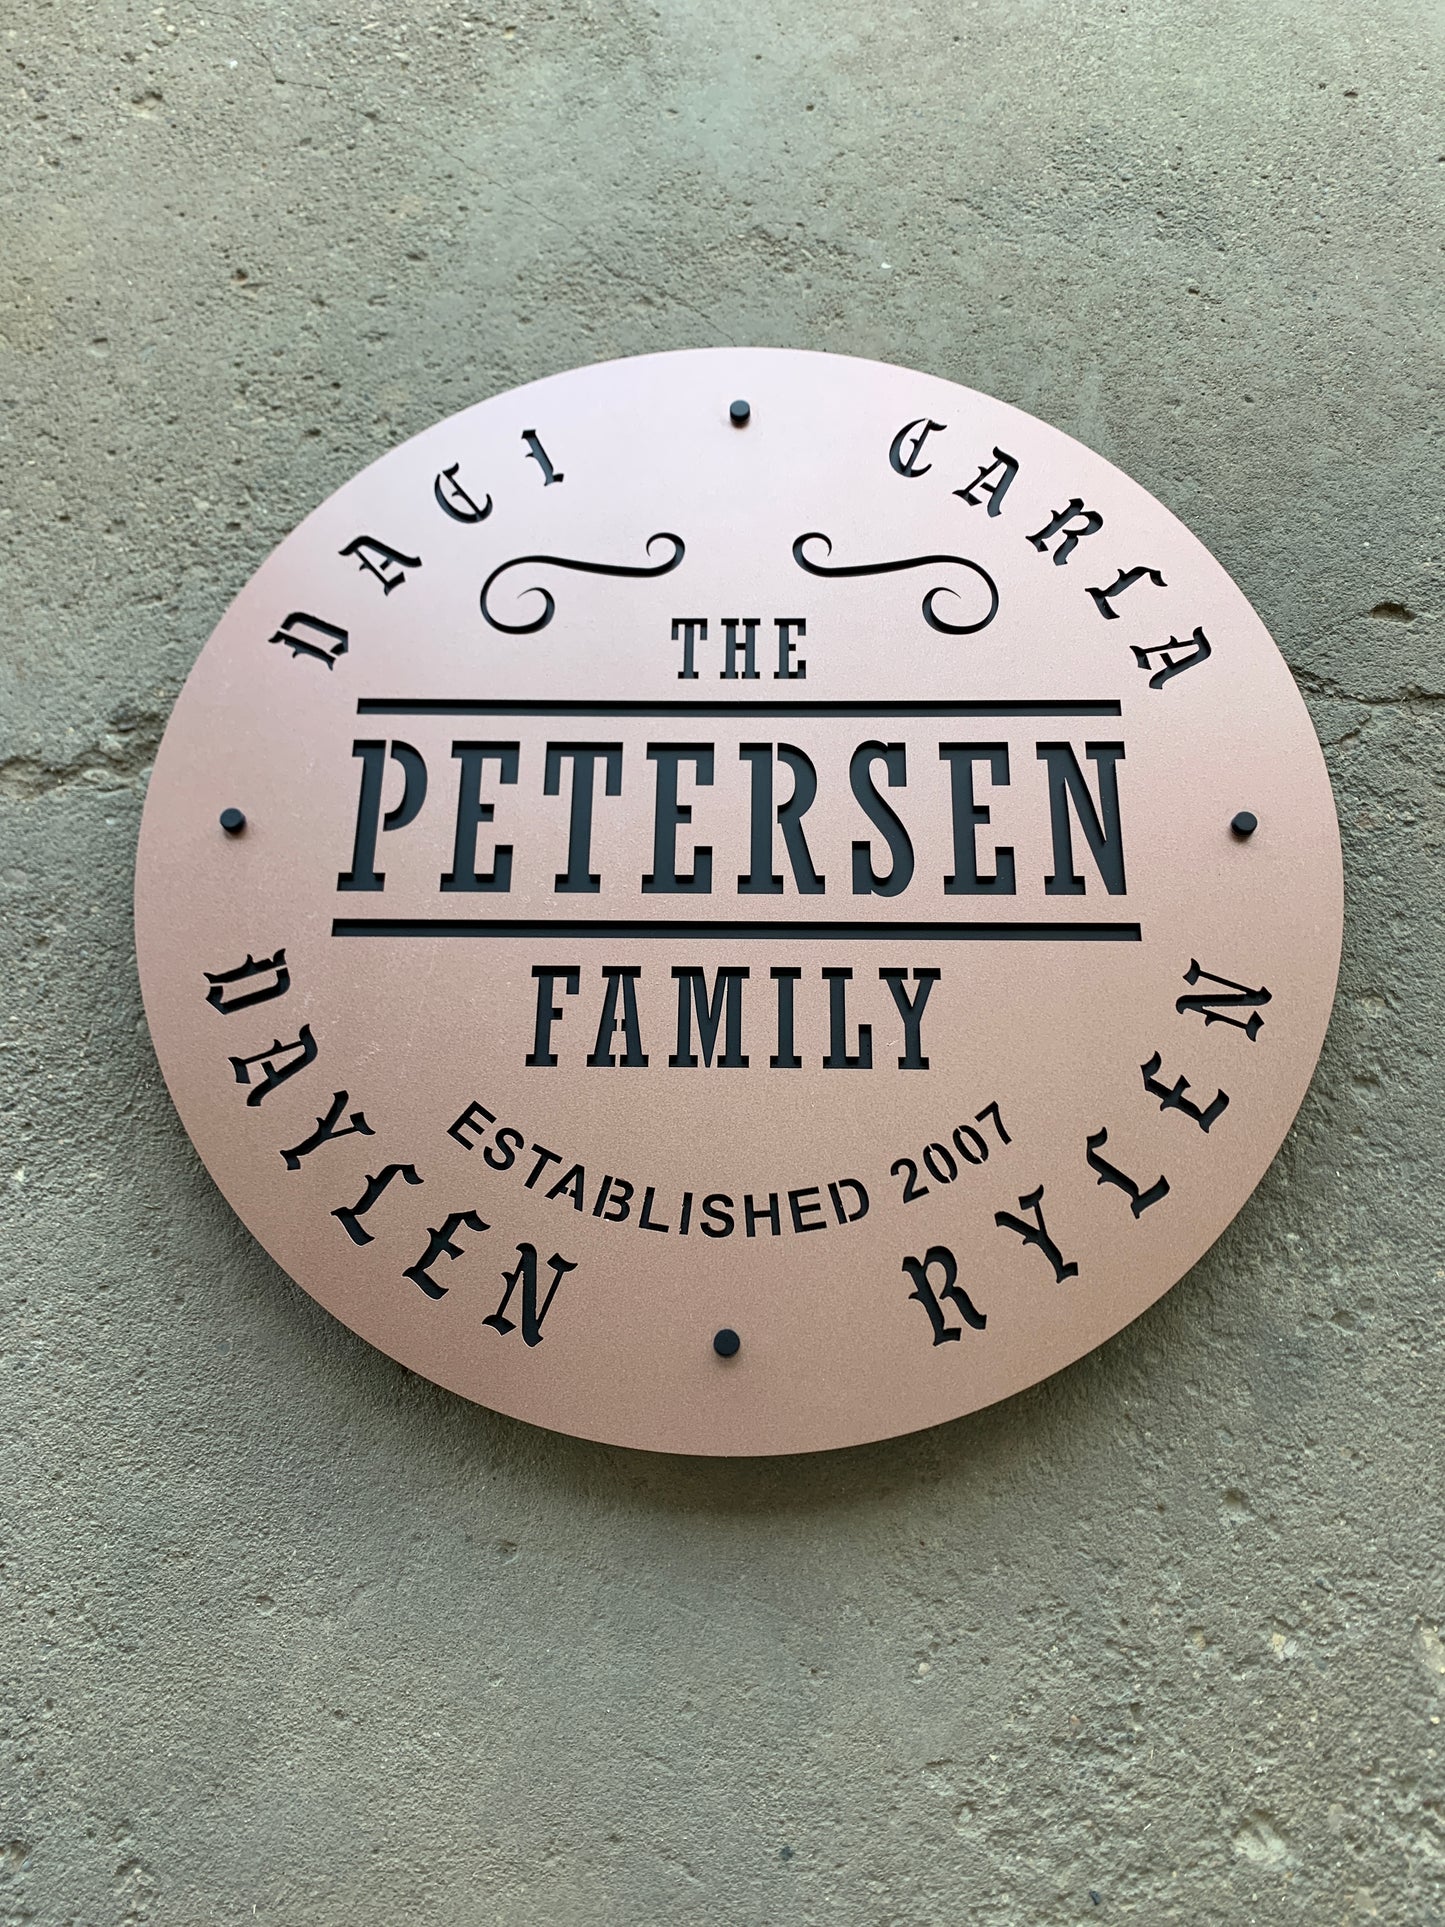 DACI
CARLA
THE
PETERSEN
FAMILY
ESTABLISHED 2007
DAYLEN
RYLEN